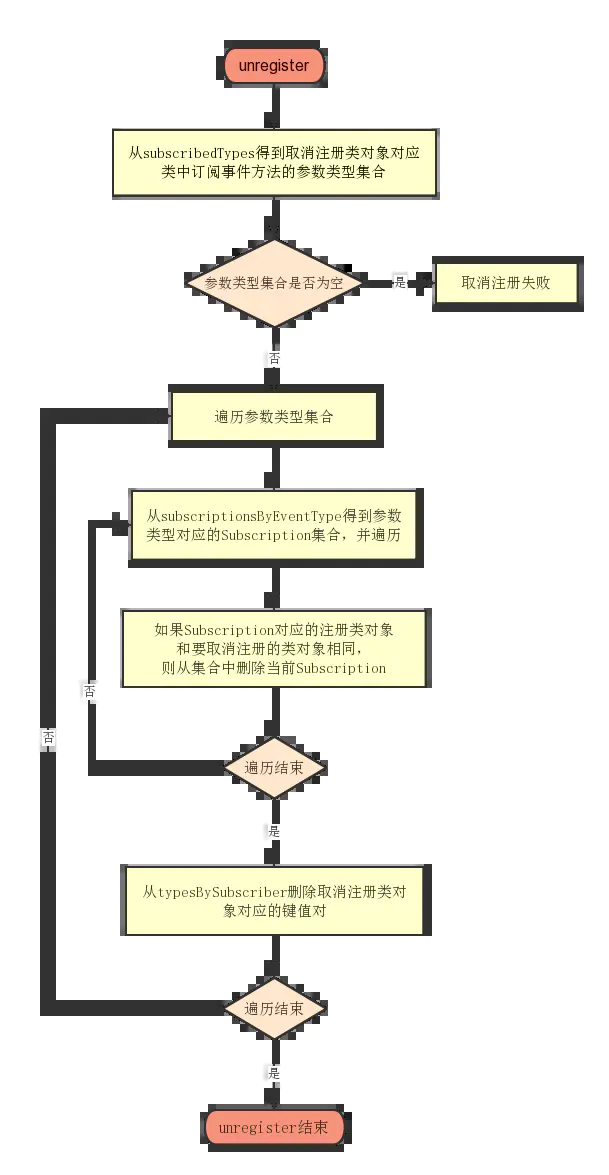 unregister
从subscribedTypes得到取消注册类对象对应
类中订阅事件方法的参数类型集合
参数类型集合是否为空
是
取消注册失败
否
遍历参数类型集合
从subscriptionsByEventType得到参数
类型对应的Subscription集合，并遍历
如果Subscription对应的注册类对象
和要取消注册的类对象相同，
则从集合中删除当前Subscription
否
否
遍历结束
是
从typesBySubscriber删除取消注册类对
象对应的键值对
遍历结束
是
unregister结束